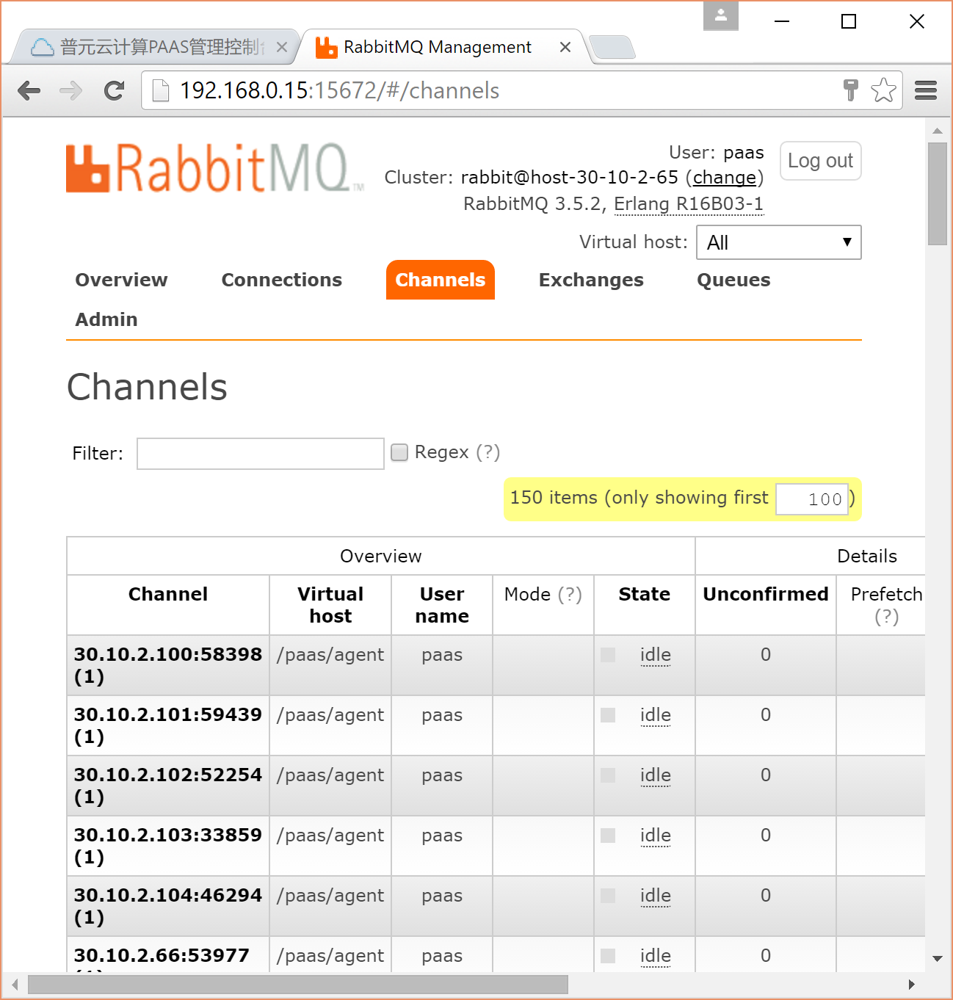 普元云计算PAAS管理控制
RabbitMQ Management
192.168.0.15:15672/#/channels
RabbitMQ™
User: paas
Log out
Cluster: rabbit@host-30-10-2-65 (change)
RabbitMQ 3.5.2, Erlang R16B03-1
Virtual host: All
Overview Connections Channels Exchanges Queues
Admin
Channels
Filter: Regex (?)
150 items (only showing first 100)
Overview Details
Channel Virtual host User name Mode (?) State Unconfirmed Prefetch (?)
30.10.2.100:58398 (1) /paas/agent paas idle 0
30.10.2.101:59439 (1) /paas/agent paas idle 0
30.10.2.102:52254 (1) /paas/agent paas idle 0
30.10.2.103:33859 (1) /paas/agent paas idle 0
30.10.2.104:46294 (1) /paas/agent paas idle 0
30.10.2.66:53977 /paas/agent paas idle 0